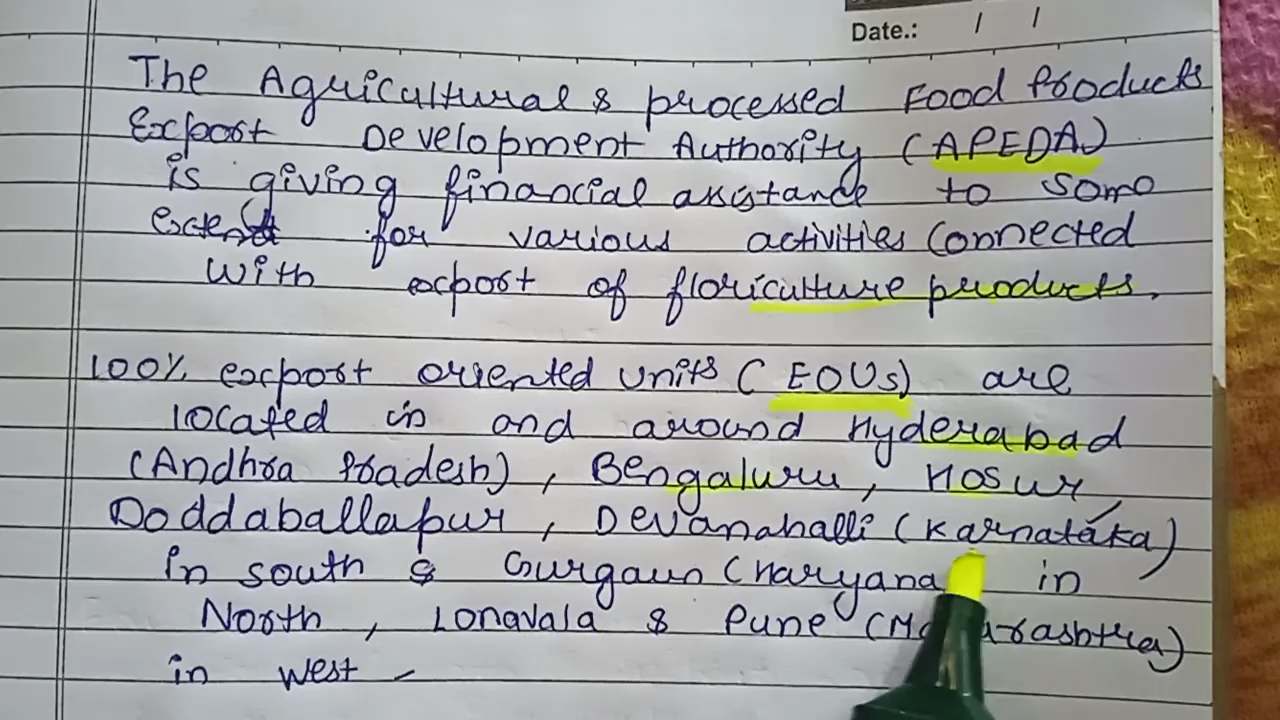 Date.: / /
The Agricultural & processed Food Products
Export Development Authority (APEDA)
is giving financial assistance to some
extent for various activities Connected
With export of floriculture products.
100% export oriented units (EOUs) are
located in and around Hyderabad
(Andhra Pradesh), Bengaluru, Hosur,
Doddaballapur, Devanahalli (Karnataka)
in south & Gurgaun (Haryana in
North, Lonavala & Pune
in west